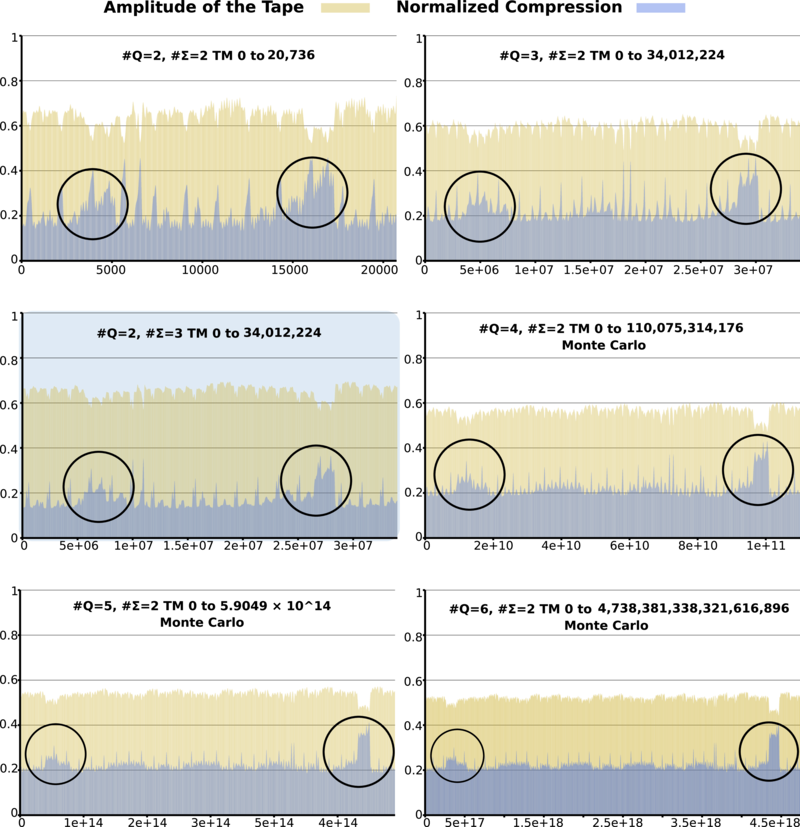 Amplitude of the Tape Normalized Compression
#Q=2, #Σ=2 TM 0 to 20,736
1
0.8
0.6
0.4
0.2
0
0 5000 10000 15000 20000
#Q=3, #Σ=2 TM 0 to 34,012,224
1
0.8
0.6
0.4
0.2
0
0 5e+06 1e+07 1.5e+07 2e+07 2.5e+07 3e+07
#Q=2, #Σ=3 TM 0 to 34,012,224
1
0.8
0.6
0.4
0.2
0
0 5e+06 1e+07 1.5e+07 2e+07 2.5e+07 3e+07
#Q=4, #Σ=2 TM 0 to 110,075,314,176
Monte Carlo
1
0.8
0.6
0.4
0.2
0
0 2e+10 4e+10 6e+10 8e+10 1e+11
#Q=5, #Σ=2 TM 0 to 5.9049 × 10^14
Monte Carlo
1
0.8
0.6
0.4
0.2
0
0 1e+14 2e+14 3e+14 4e+14
#Q=6, #Σ=2 TM 0 to 4,738,381,338,321,616,896
Monte Carlo
1
0.8
0.6
0.4
0.2
0
0 5e+17 1.5e+18 2.5e+18 3.5e+18 4.5e+18